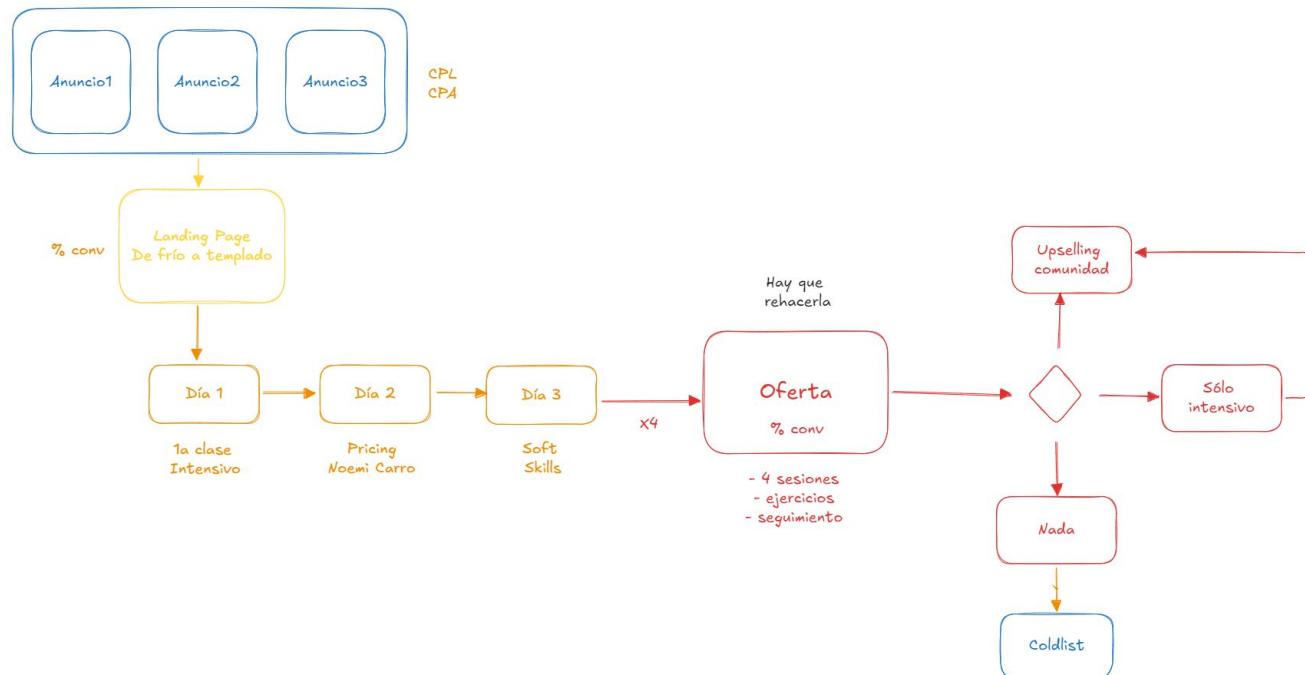 Anuncio1
Anuncio2
Anuncio3
CPL
CPA
Landing Page
De frío a templado
% conv
Día 1
Día 2
Día 3
1a clase
Intensivo
Pricing
Noemi Carro
Soft
Skills
x4
Hay que
rehacerla
Oferta
% conv
- 4 sesiones
- ejercicios
- seguimiento
Upselling
comunidad
Sólo
intensivo
Nada
Coldlist